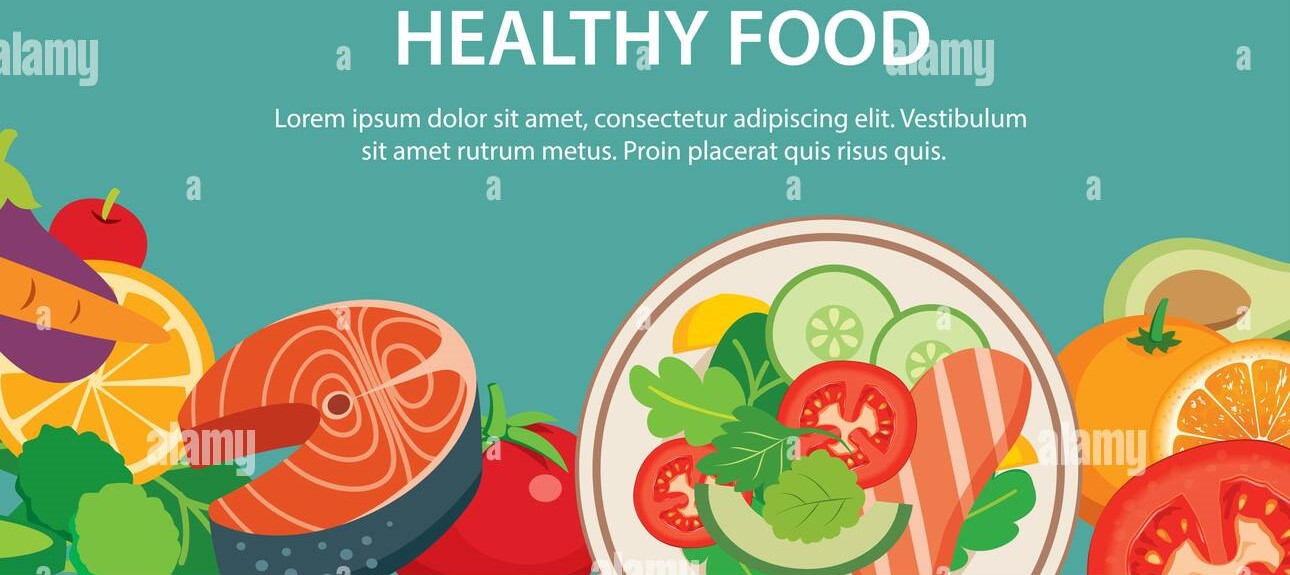 HEALTHY FOOD
alamy
a
a
alamy
a
Lorem ipsum dolor sit amet, consectetur adipiscing elit. Vestibulum
sit amet rutrum metus. Proin placerat quis risus quis.
a
a
a
a
a
a
a
a
a
alamy
a
a
alamy
a
a
alamy
a
a